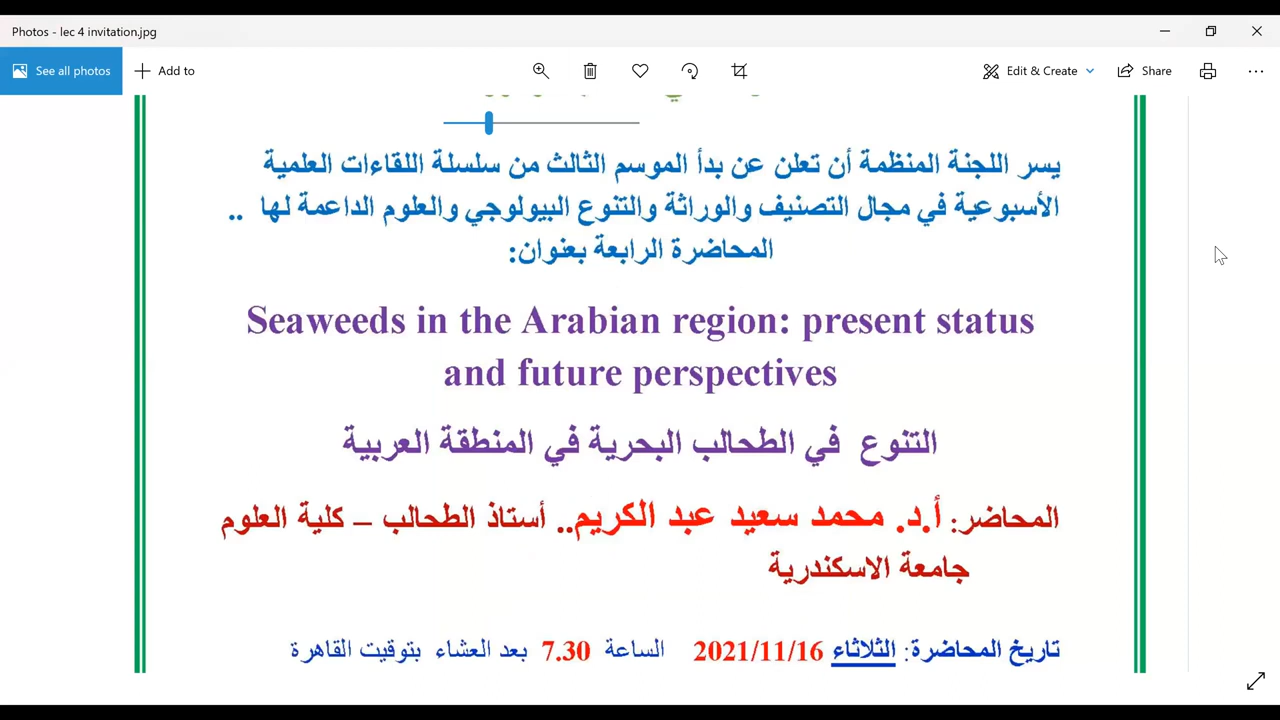 Photos - lec 4 invitation.jpg
See all photos
Add to
Edit & Create
Share
يسر اللجنة المنظمة أن تعلن عن بدأ الموسم الثالث من سلسلة اللقاءات العلمية
الأسبوعية في مجال التصنيف والوراثة والتنوع البيولوجي والعلوم الداعمة لها ..
المحاضرة الرابعة بعنوان:
Seaweeds in the Arabian region: present status
and future perspectives
التنوع في الطحالب البحرية في المنطقة العربية
المحاضر: أ.د. محمد سعيد عبد الكريم.. أستاذ الطحالب – كلية العلوم
جامعة الاسكندرية
تاريخ المحاضرة: الثلاثاء 2021/11/16 الساعة 7.30 بعد العشاء بتوقيت القاهرة